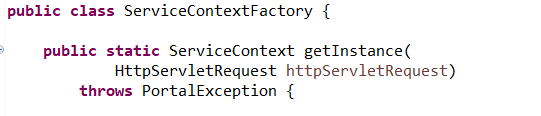 public class ServiceContextFactory {
public static ServiceContext getInstance(
HttpServletRequest httpServletRequest)
throws PortalException {